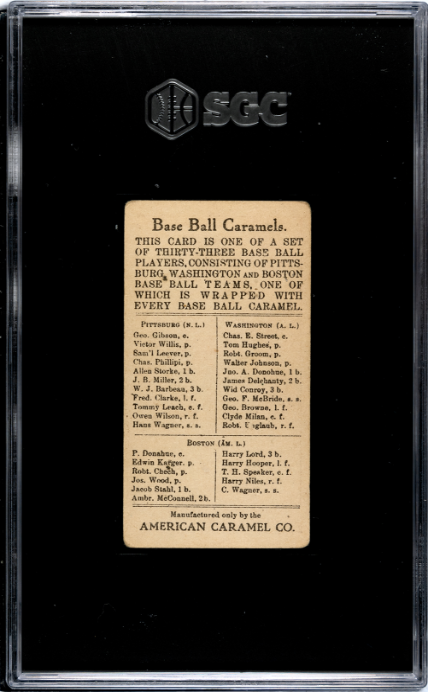 SGC
Base Ball Caramels.
THIS CARD IS ONE OF A SET
OF THIRTY-THREE BASE BALL
PLAYERS, CONSISTING OF PITTS-
BURG, WASHINGTON AND BOSTON
BASE BALL TEAMS, ONE OF
WHICH IS WRAPPED WITH
EVERY BASE BALL CARAMEL.
PITTSBURG (N. L.)
Geo. Gibson, c.
Victor Willis, p.
Sam'l Leever, p.
Chas. Phillipi, p.
Allen Storke, 1 b.
J. B. Miller, 2 b.
W. J. Barbeau, 3 b.
Fred. Clarke, l. f.
Tommy Leach, c. f.
Owen Wilson, r. f.
Hans Wagner, s. s.
WASHINGTON (A. L.)
Chas. E. Street, c.
Tom Hughes, p.
Robt. Groom, p.
Walter Johnson, p.
Jno. A. Donohue, 1 b.
James Delehanty, 2 b.
Wid Conroy, 3 b.
Geo. F. McBride, s. s.
Geo. Browne, l. f.
Clyde Milan, c. f.
Robt. Unglaub, r. f.
BOSTON (AM. L.)
P. Donahue, c.
Edwin Karger, p.
Robt. Chech, p.
Jos. Wood, p.
Jacob Stahl, 1 b.
Ambr. McConnell, 2 b.
Harry Lord, 3 b.
Harry Hooper, l. f.
T. H. Speaker, c. f.
Harry Niles, r. f.
C. Wagner, s. s.
Manufactured only by the
AMERICAN CARAMEL CO.